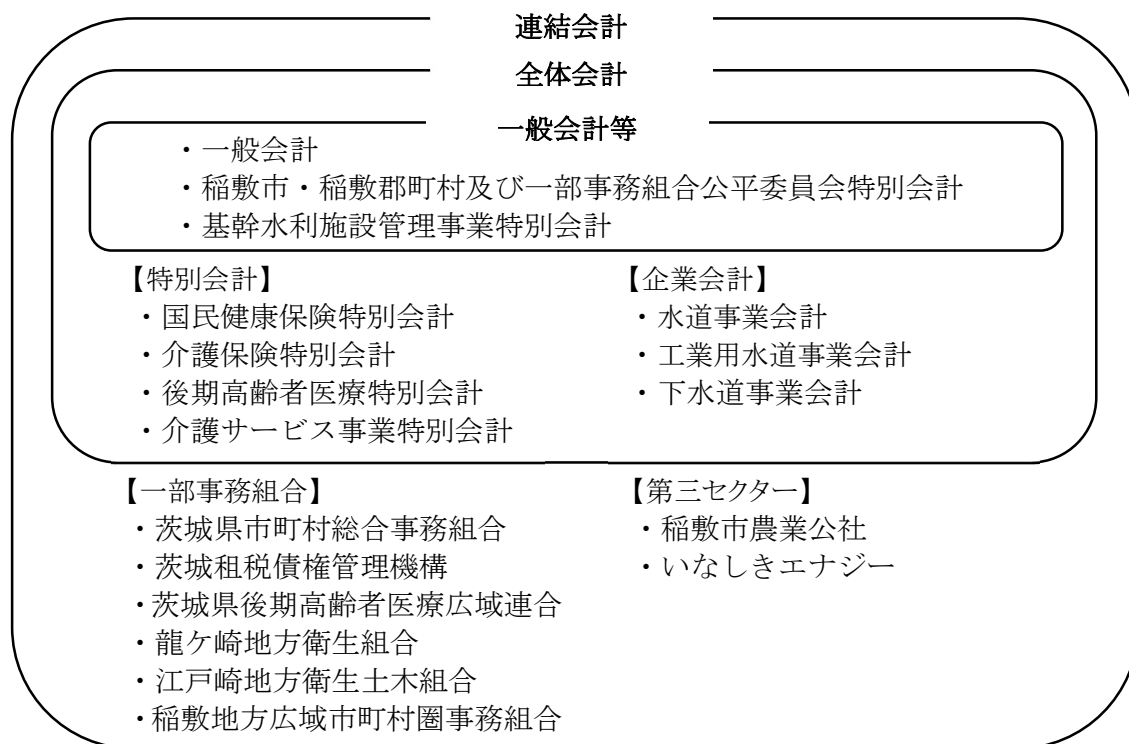 連結会計
全体会計
一般会計等
・一般会計
・稲敷市・稲敷郡町村及び一部事務組合公平委員会特別会計
・基幹水利施設管理事業特別会計
【特別会計】
・国民健康保険特別会計
・介護保険特別会計
・後期高齢者医療特別会計
・介護サービス事業特別会計
【企業会計】
・水道事業会計
・工業用水道事業会計
・下水道事業会計
【一部事務組合】
・茨城県市町村総合事務組合
・茨城租税債権管理機構
・茨城県後期高齢者医療広域連合
・龍ケ崎地方衛生組合
・江戸崎地方衛生土木組合
・稲敷地方広域市町村圏事務組合
【第三セクター】
・稲敷市農業公社
・いなしきエナジー